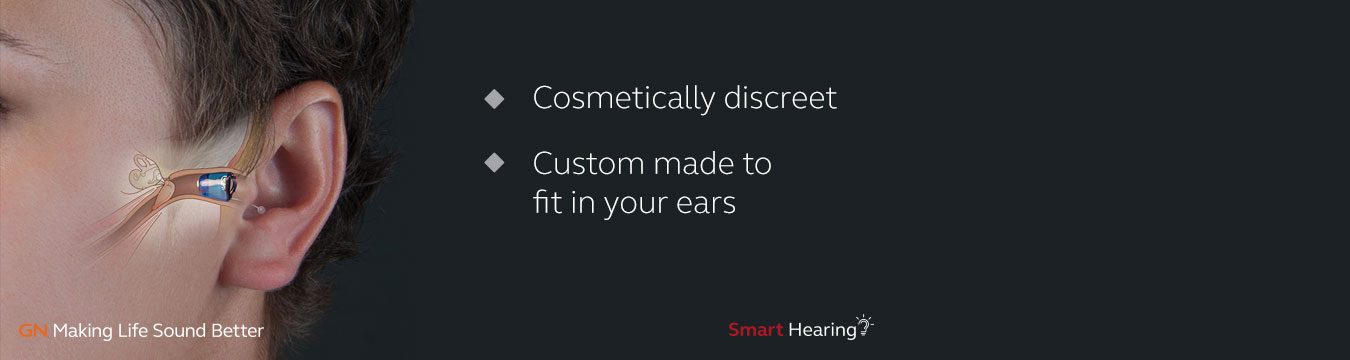 Cosmetically discreet
Custom made to
fit in your ears
GN Making Life Sound Better
Smart Hearing